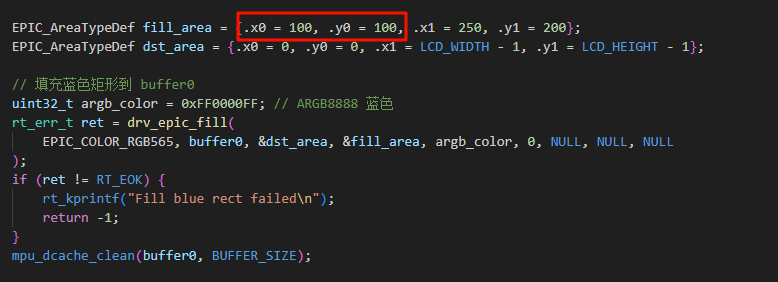 EPIC_AreaTypeDef fill_area = {.x0 = 100, .y0 = 100, .x1 = 250, .y1 = 200};
EPIC_AreaTypeDef dst_area = {.x0 = 0, .y0 = 0, .x1 = LCD_WIDTH - 1, .y1 = LCD_HEIGHT - 1};
// 填充蓝色矩形到 buffer0
uint32_t argb_color = 0xFF0000FF; // ARGB8888 蓝色
rt_err_t ret = drv_epic_fill(
    EPIC_COLOR_RGB565, buffer0, &dst_area, &fill_area, argb_color, 0, NULL, NULL, NULL
);
if (ret != RT_EOK) {
    rt_kprintf("Fill blue rect failed\n");
    return -1;
}
mpu_dcache_clean(buffer0, BUFFER_SIZE);